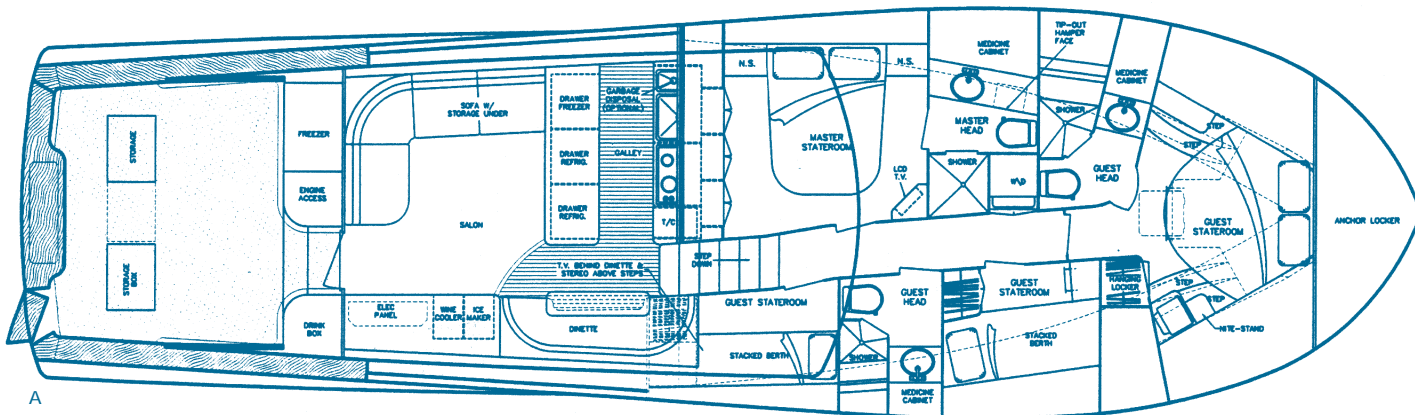 STORAGE
STORAGE
BOX
FREEZER
ENGINE
ACCESS
DRINK
BOX
SOFA W/
STORAGE UNDER
SALON
ELEC
PANEL
WINE
COOLER
ICE
MAKER
DINETTE
DRAWER
FREEZER
DRAWER
REFRIG.
DRAWER
REFRIG.
GARBAGE
DISPOSAL
(OPTIONAL)
GALLEY
T/C
T.V. BEHIND DINETTE &
STEREO ABOVE STEPS
STEP
DOWN
N.S.
N.S.
MASTER
STATEROOM
LCD
T.V.
MEDICINE
CABINET
TIP-OUT
HAMPER
FACE
MASTER
HEAD
SHOWER
W\D
MEDICINE
CABINET
SHOWER
GUEST
HEAD
GUEST STATEROOM
STACKED BERTH
GUEST
HEAD
SHOWER
MEDICINE
CABINET
GUEST
STATEROOM
STACKED
BERTH
HANGING
LOCKER
STEP
STEP
GUEST
STATEROOM
STEP
STEP
NITE-STAND
ANCHOR LOCKER
A